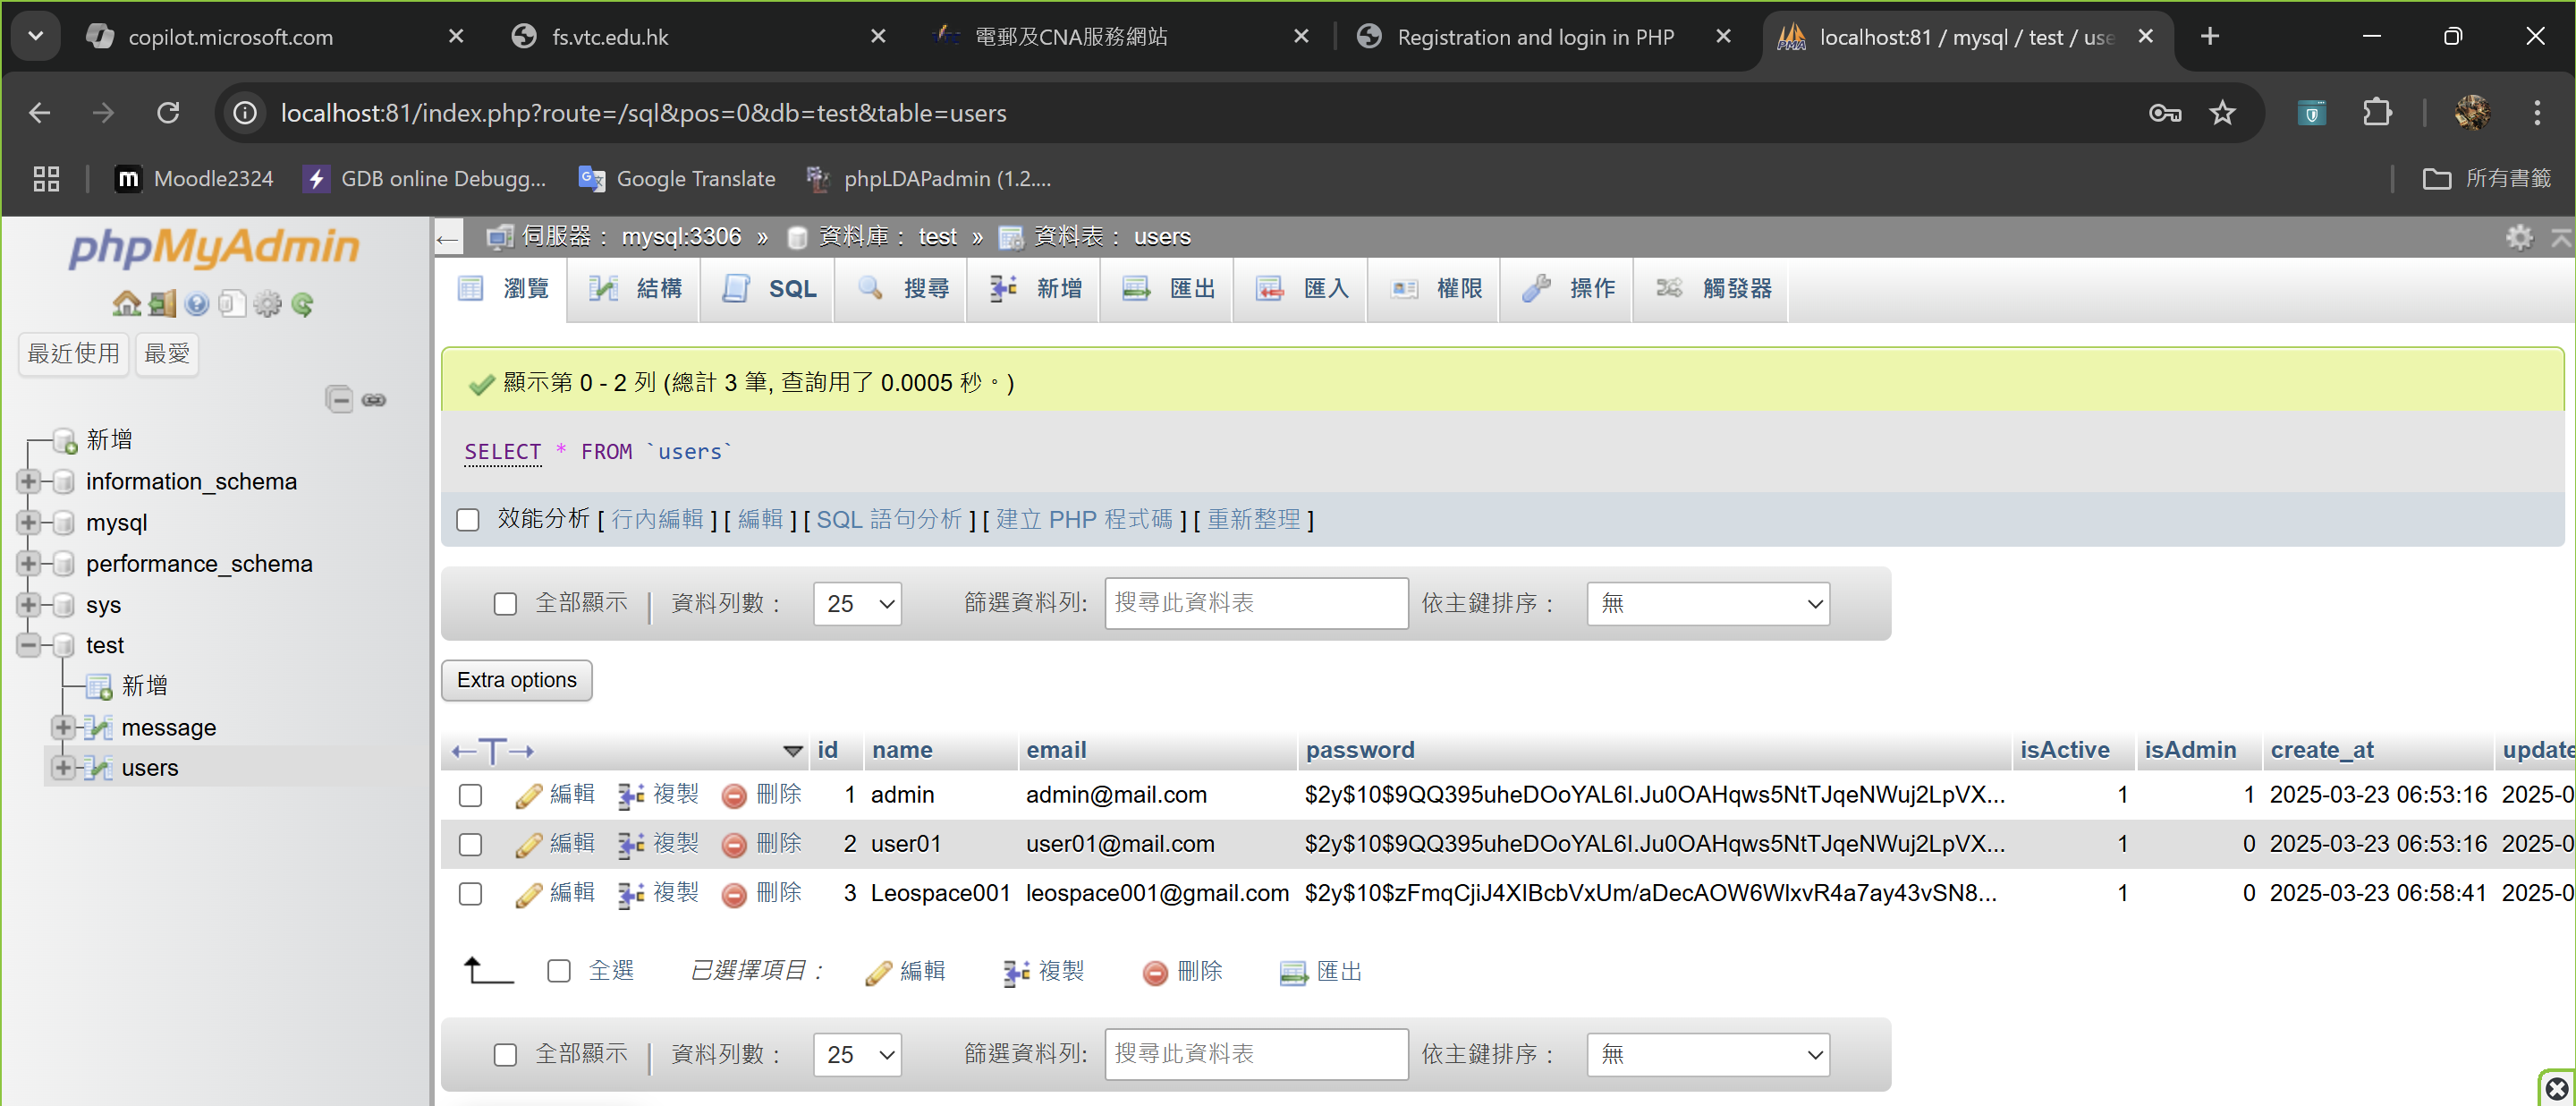 copilot.microsoft.com
fs.vtc.edu.hk
電郵及CNA服務網站
Registration and login in PHP
localhost:81 / mysql / test / use
localhost:81/index.php?route=/sql&pos=0&db=test&table=users
Moodle2324
GDB online Debugg...
Google Translate
phpLDAPadmin (1.2....
所有書籤
phpMyAdmin
最近使用 最愛
新增
information_schema
mysql
performance_schema
sys
test
新增
message
users
伺服器： mysql:3306 » 資料庫： test » 資料表： users
瀏覽 結構 SQL 搜尋 新增 匯出 匯入 權限 操作 觸發器
顯示第 0 - 2 列 (總計 3 筆, 查詢用了 0.0005 秒。)
SELECT * FROM `users`
效能分析 [ 行內編輯 ] [ 編輯 ] [ SQL 語句分析 ] [ 建立 PHP 程式碼 ] [ 重新整理 ]
全部顯示 | 資料列數： 25 篩選資料列: 搜尋此資料表 依主鍵排序： 無
Extra options
←T→ id name email password isActive isAdmin create_at update
編輯 複製 刪除 1 admin admin@mail.com $2y$10$9QQ395uheDOoYAL6I.Ju0OAHqws5NtTJqeNWuj2LpVX... 1 1 2025-03-23 06:53:16 2025-0
編輯 複製 刪除 2 user01 user01@mail.com $2y$10$9QQ395uheDOoYAL6I.Ju0OAHqws5NtTJqeNWuj2LpVX... 1 0 2025-03-23 06:53:16 2025-0
編輯 複製 刪除 3 Leospace001 leospace001@gmail.com $2y$10$zFmqCjiJ4XIBcbVxUm/aDecAOW6WlxvR4a7ay43vSN8... 1 0 2025-03-23 06:58:41 2025-0
全選 已選擇項目： 編輯 複製 刪除 匯出
全部顯示 | 資料列數： 25 篩選資料列: 搜尋此資料表 依主鍵排序： 無